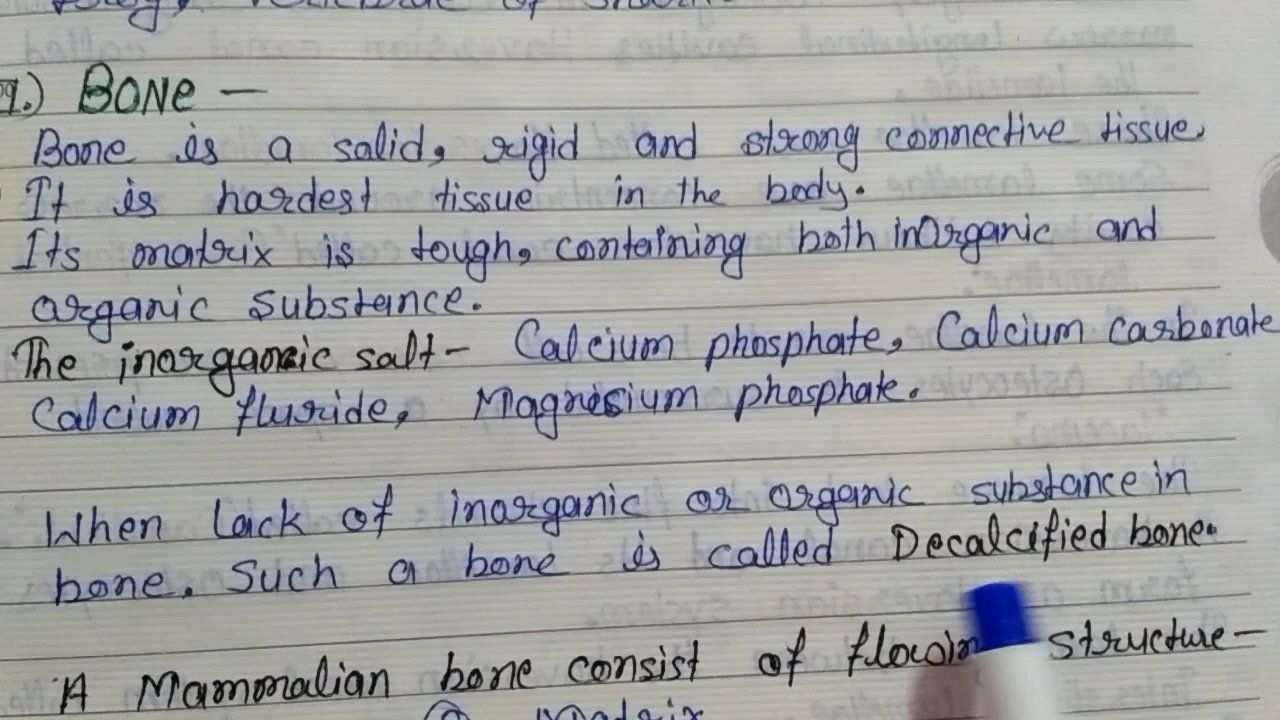 9.) BONE —
Bone is a solid, rigid and strong connective tissue.
It is hardest tissue in the body.
Its matrix is tough, containing both inorganic and
organic substance.
The inorganic salt- Calcium phosphate, Calcium carbonate
Calcium fluride, Magnesium phosphate.
When lack of inorganic or organic substance in
bone. Such a bone is called Decalcified bone.
A Mammalian bone consist of structure—
Matrix